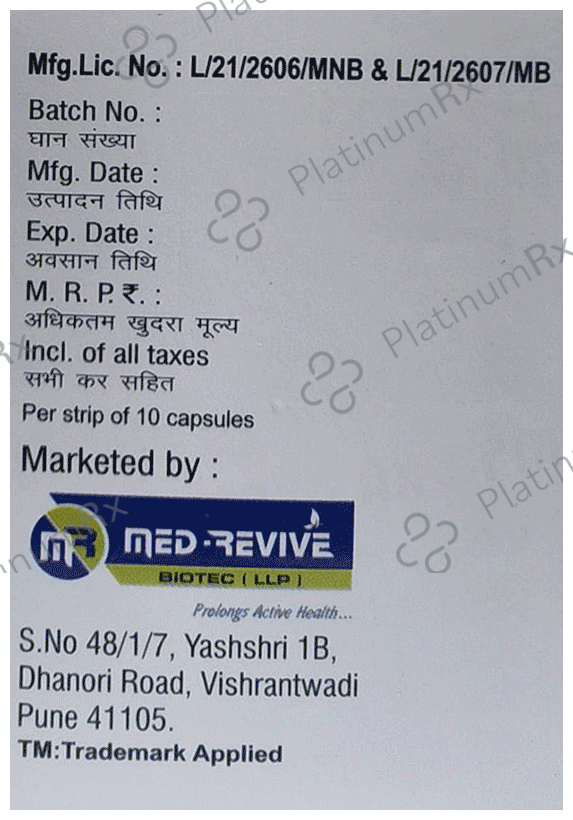 Mfg.Lic. No. : L/21/2606/MNB & L/21/2607/MB
Batch No. :
घान संख्या
Mfg. Date :
उत्पादन तिथि
Exp. Date :
अवसान तिथि
M. R. P. ₹. :
अधिकतम खुदरा मूल्य
Incl. of all taxes
सभी कर सहित
Per strip of 10 capsules
Marketed by :
MR MED-REVIVE
BIOTEC ( LLP )
Prolongs Active Health...
S.No 48/1/7, Yashshri 1B,
Dhanori Road, Vishrantwadi
Pune 41105.
TM:Trademark Applied
PlatinumRx
PlatinumRx